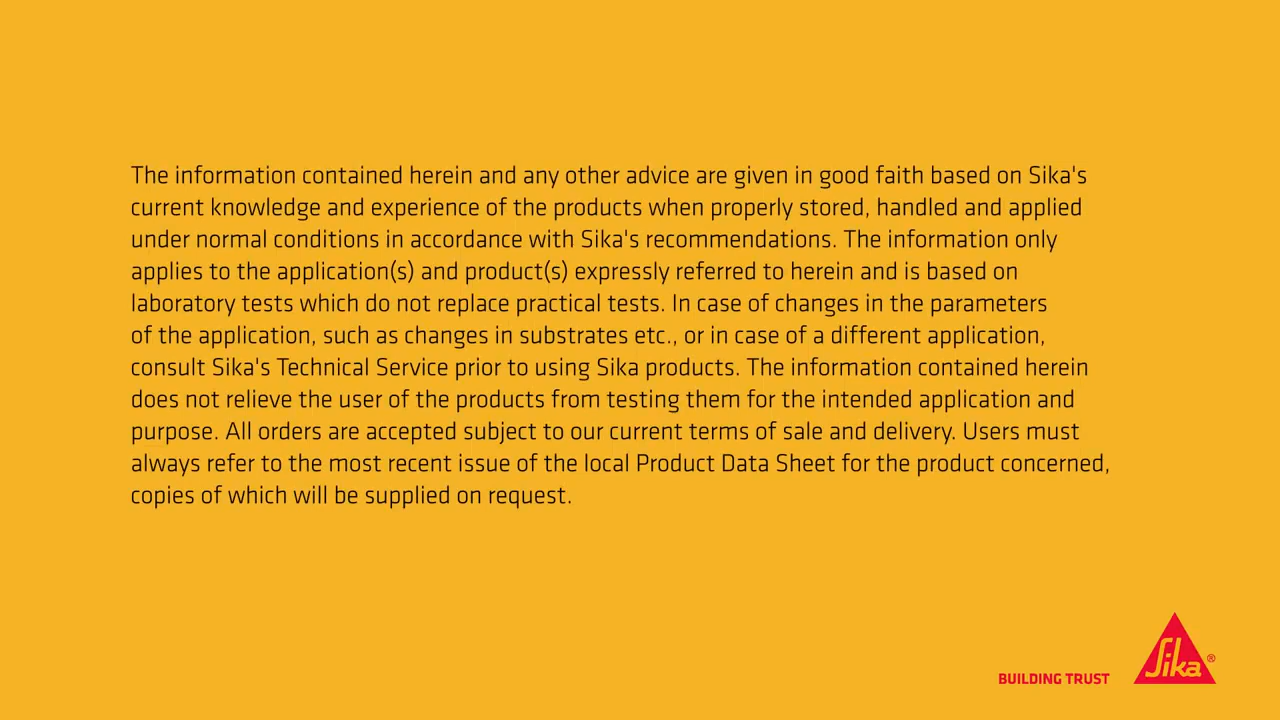 The information contained herein and any other advice are given in good faith based on Sika's
current knowledge and experience of the products when properly stored, handled and applied
under normal conditions in accordance with Sika's recommendations. The information only
applies to the application(s) and product(s) expressly referred to herein and is based on
laboratory tests which do not replace practical tests. In case of changes in the parameters
of the application, such as changes in substrates etc., or in case of a different application,
consult Sika's Technical Service prior to using Sika products. The information contained herein
does not relieve the user of the products from testing them for the intended application and
purpose. All orders are accepted subject to our current terms of sale and delivery. Users must
always refer to the most recent issue of the local Product Data Sheet for the product concerned,
copies of which will be supplied on request.
BUILDING TRUST
Sika®